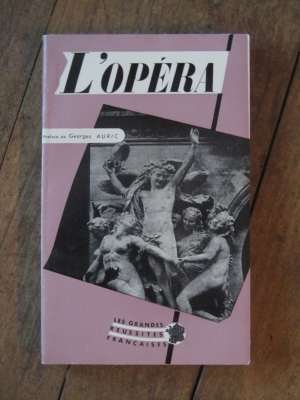 L'OPÉRA
Préface de Georges AURIC
LES GRANDES
RÉUSSITES
FRANÇAISES